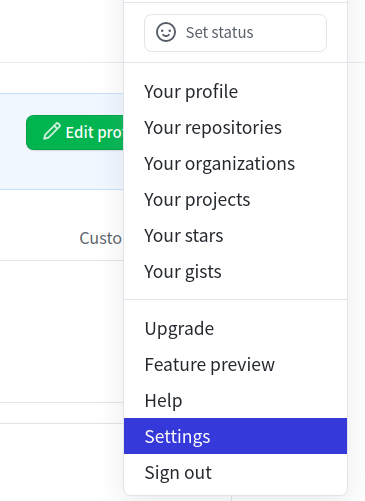 Set status
Your profile
Edit pro
Your repositories
Your organizations
Your projects
Your stars
Custo
Your gists
Upgrade
Feature preview
Help
Settings
Sign out